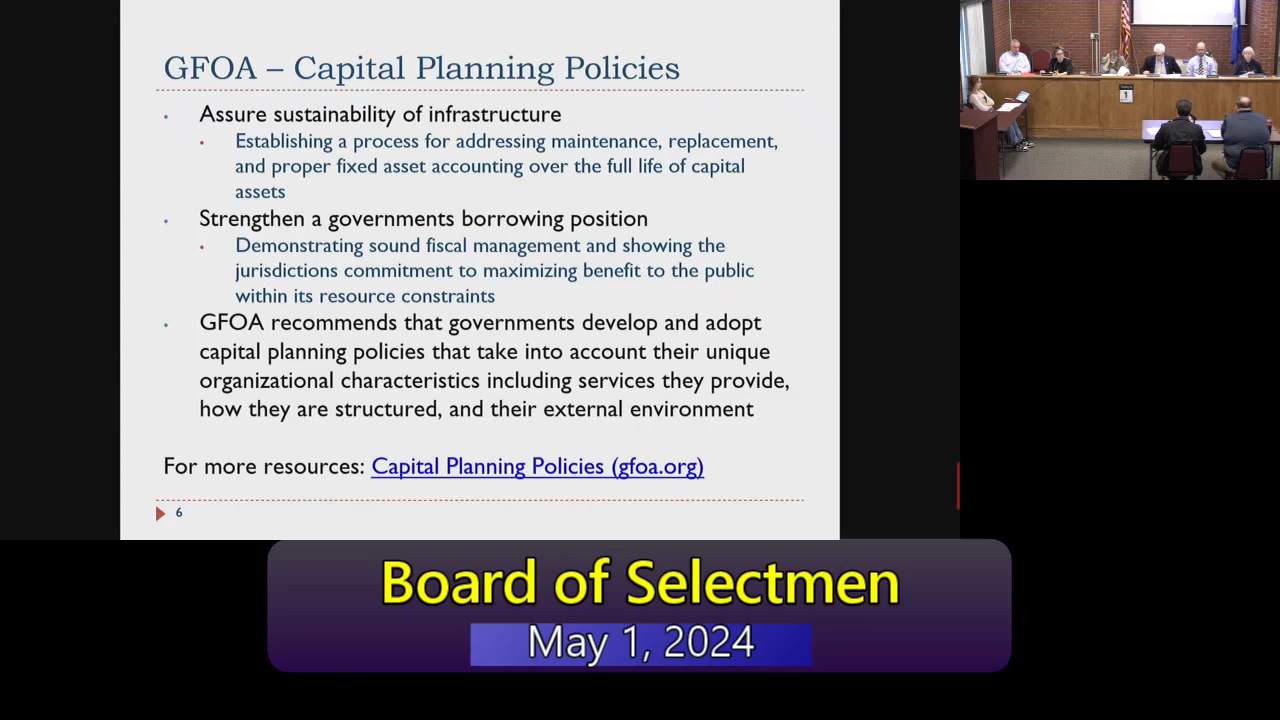 GFOA – Capital Planning Policies
• Assure sustainability of infrastructure
• Establishing a process for addressing maintenance, replacement,
and proper fixed asset accounting over the full life of capital
assets
• Strengthen a governments borrowing position
• Demonstrating sound fiscal management and showing the
jurisdictions commitment to maximizing benefit to the public
within its resource constraints
• GFOA recommends that governments develop and adopt
capital planning policies that take into account their unique
organizational characteristics including services they provide,
how they are structured, and their external environment
For more resources: Capital Planning Policies (gfoa.org)
6
1
Board of Selectmen
May 1, 2024